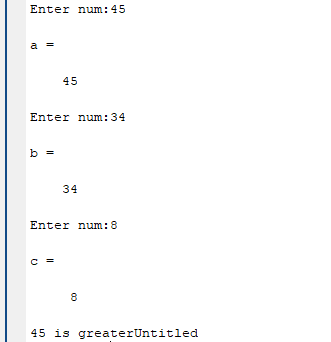 Enter num:45
a =
45
Enter num:34
b =
34
Enter num:8
c =
8
45 is greaterUntitled